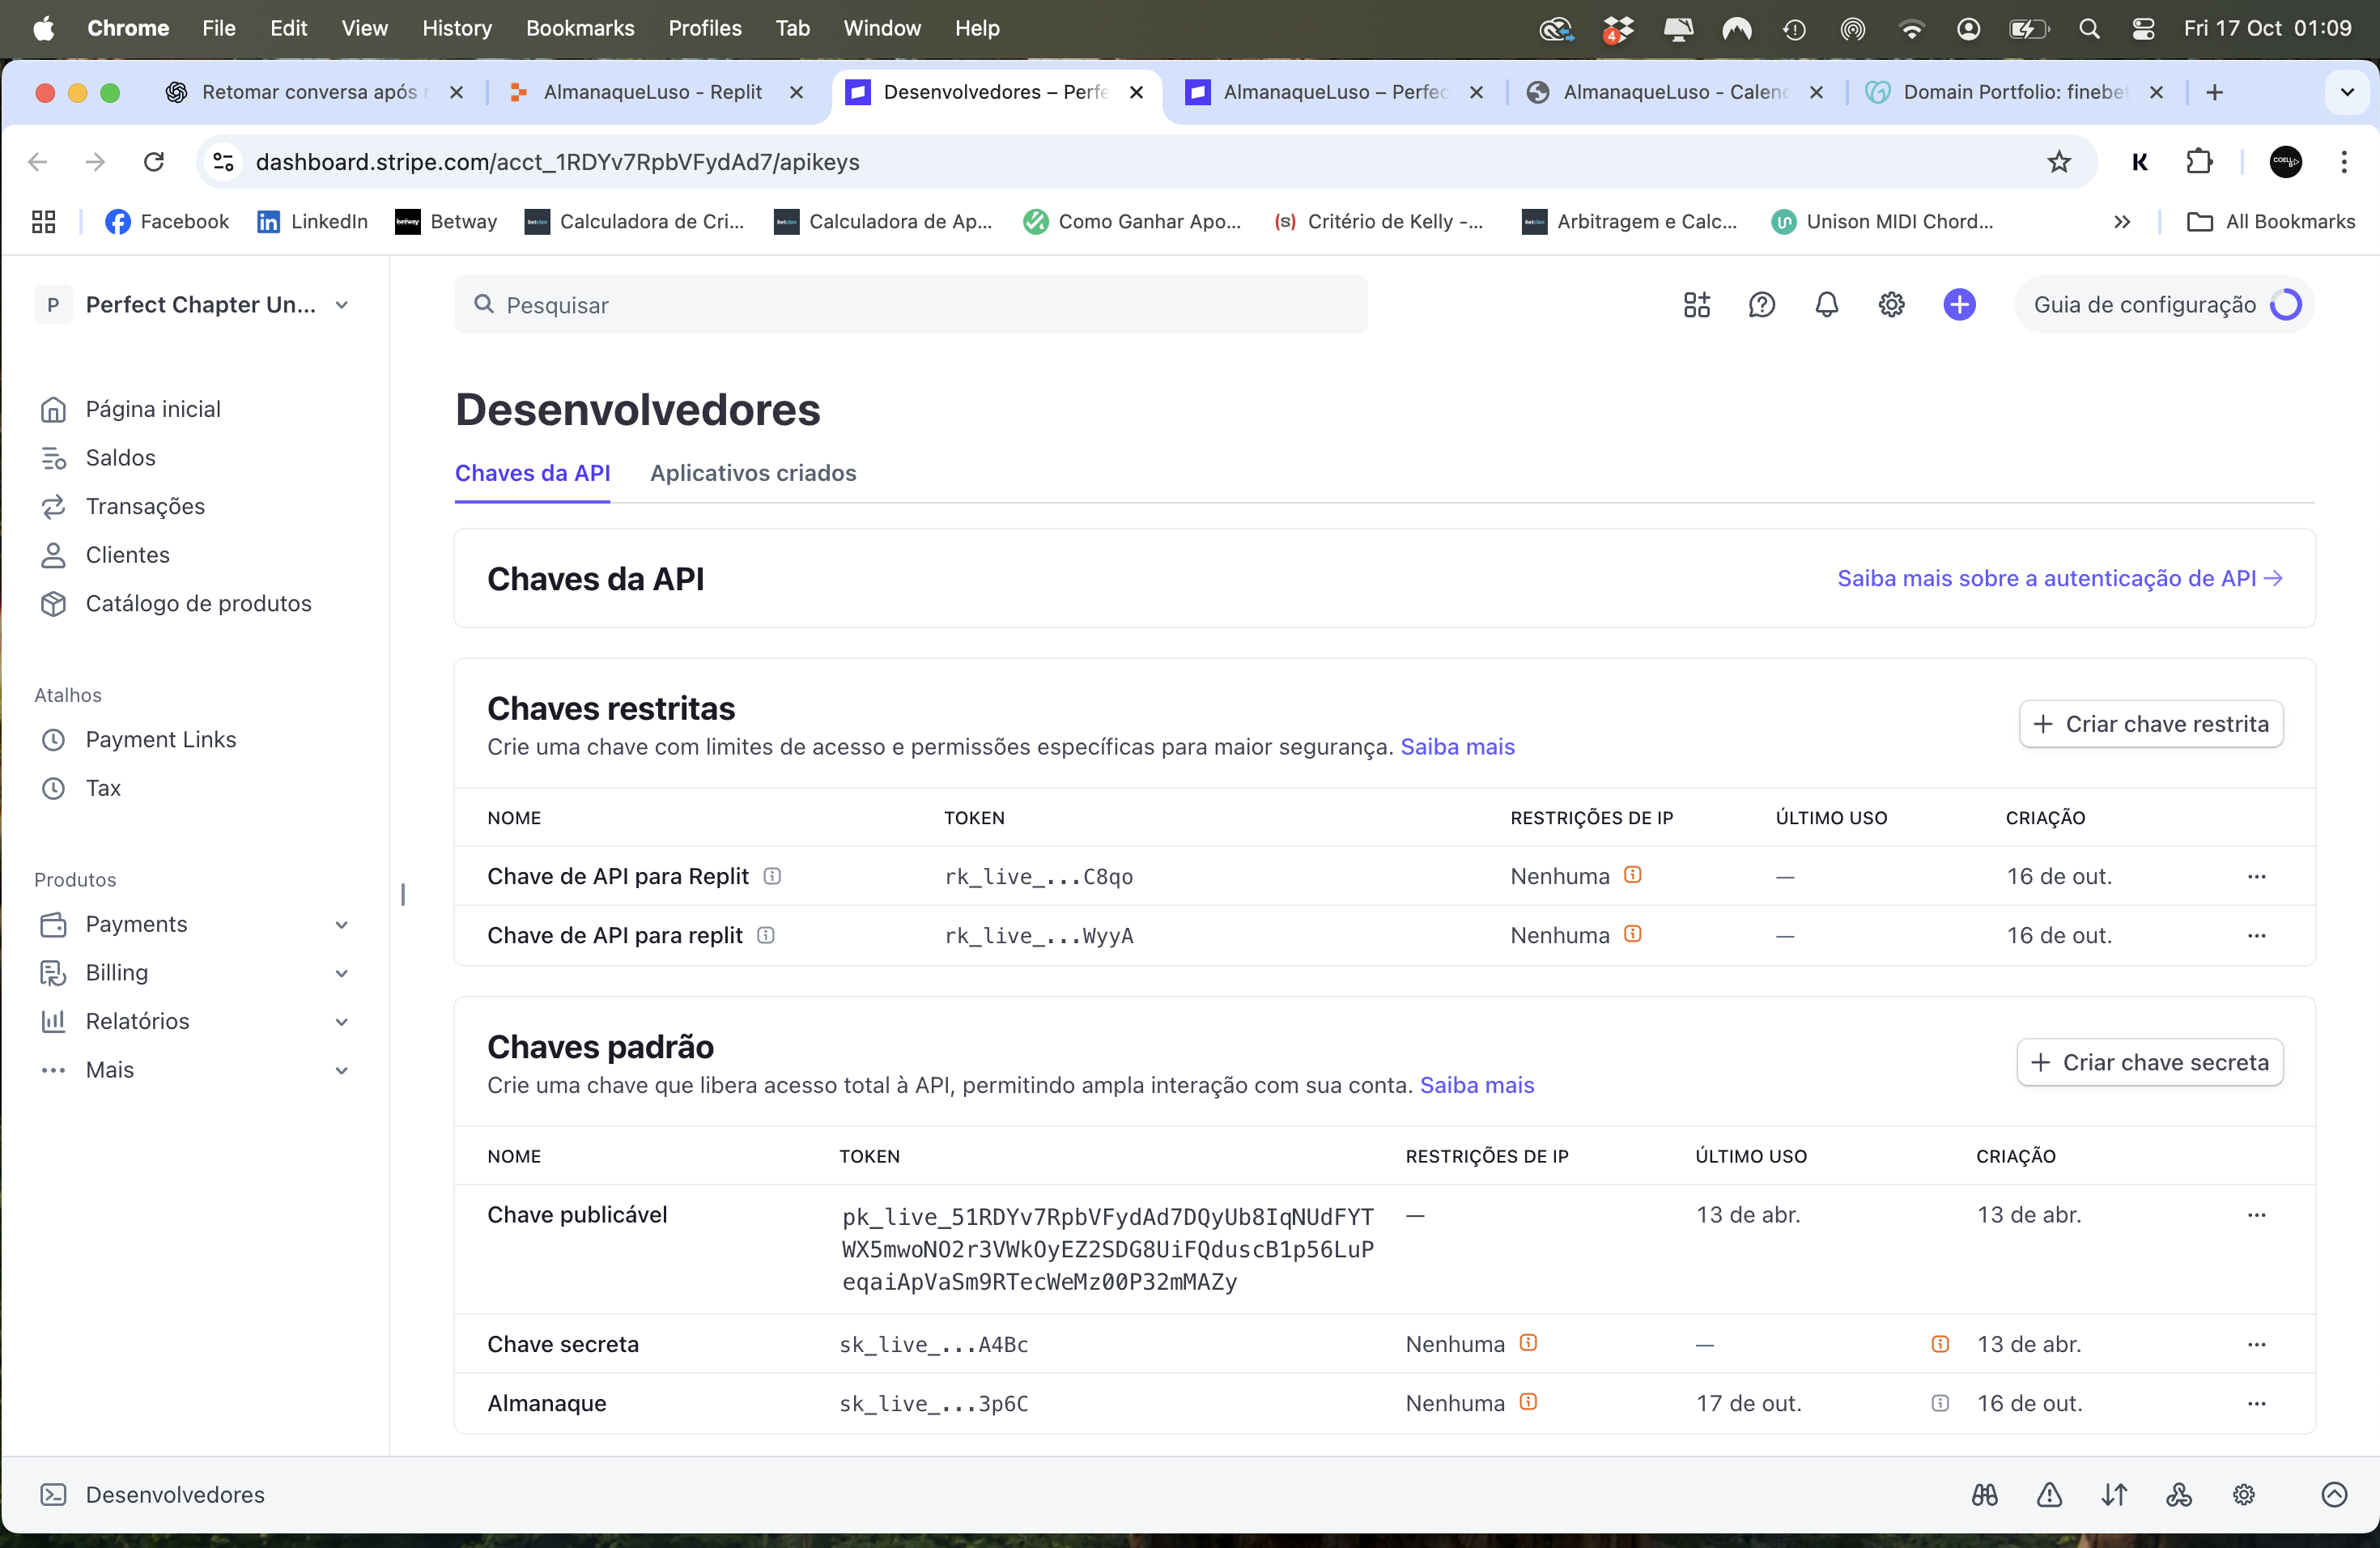 Chrome File Edit View History Bookmarks Profiles Tab Window Help 4 Fri 17 Oct 01:09
Retomar conversa após AlmanaqueLuso - Replit Desenvolvedores – Perfe AlmanaqueLuso – Perfec AlmanaqueLuso - Calend Domain Portfolio: finebet
dashboard.stripe.com/acct_1RDYv7RpbVFydAd7/apikeys
Facebook LinkedIn Betway Calculadora de Cri... Calculadora de Ap... Como Ganhar Apo... Critério de Kelly -... Arbitragem e Calc... Unison MIDI Chord... All Bookmarks
P Perfect Chapter Un...
Pesquisar
Guia de configuração
Página inicial
Saldos
Transações
Clientes
Catálogo de produtos
Atalhos
Payment Links
Tax
Produtos
Payments
Billing
Relatórios
Mais
Desenvolvedores
Chaves da API Aplicativos criados
Chaves da API
Saiba mais sobre a autenticação de API
Chaves restritas
Crie uma chave com limites de acesso e permissões específicas para maior segurança. Saiba mais
Criar chave restrita
NOME TOKEN RESTRIÇÕES DE IP ÚLTIMO USO CRIAÇÃO
Chave de API para Replit rk_live_...C8qo Nenhuma — 16 de out.
Chave de API para replit rk_live_...WyyA Nenhuma — 16 de out.
Chaves padrão
Crie uma chave que libera acesso total à API, permitindo ampla interação com sua conta. Saiba mais
Criar chave secreta
NOME TOKEN RESTRIÇÕES DE IP ÚLTIMO USO CRIAÇÃO
Chave publicável pk_live_51RDYv7RpbVFydAd7DQyUb8IqNUdFYT — 13 de abr. 13 de abr.
WX5mwoNO2r3VWkOyEZ2SDG8UiFQduscB1p56LuP
eqaiApVaSm9RTecWeMz00P32mMAZy
Chave secreta sk_live_...A4Bc Nenhuma — 13 de abr.
Almanaque sk_live_...3p6C Nenhuma 17 de out. 16 de out.
Desenvolvedores